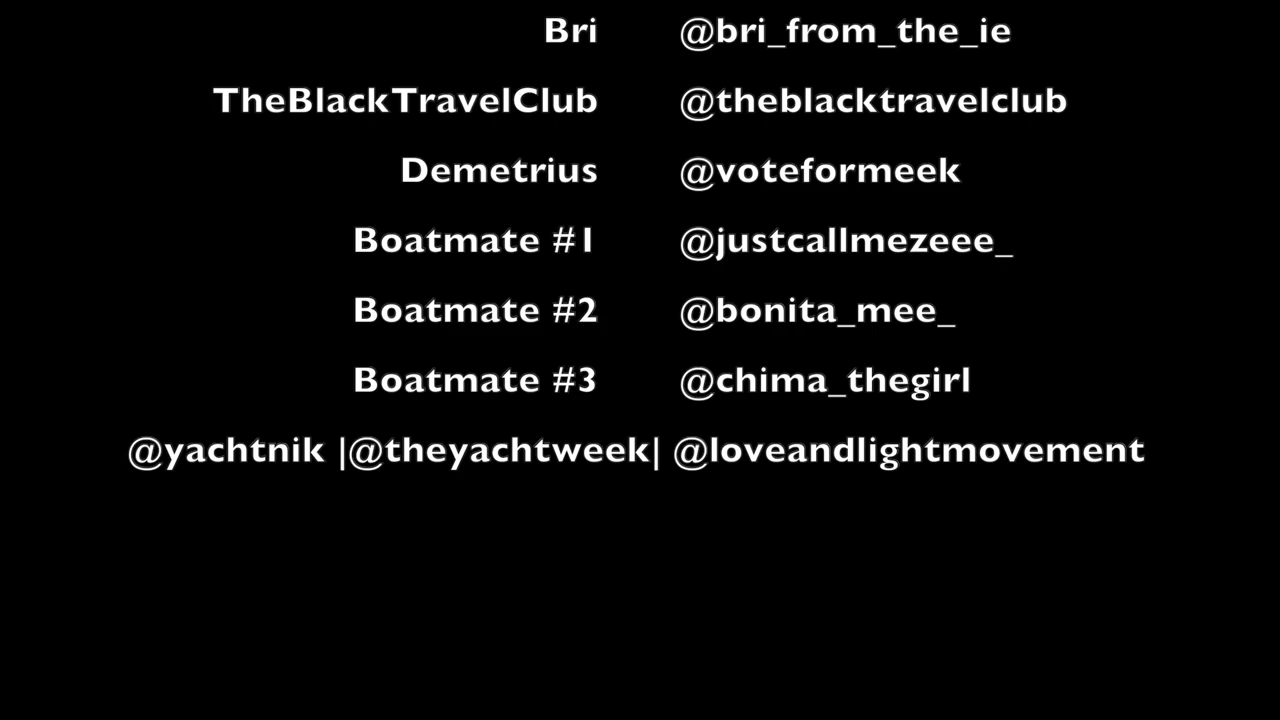 Bri @bri_from_the_ie
TheBlackTravelClub @theblacktravelclub
Demetrius @voteformeek
Boatmate #1 @justcallmezeee_
Boatmate #2 @bonita_mee_
Boatmate #3 @chima_thegirl
@yachtnik |@theyachtweek| @loveandlightmovement